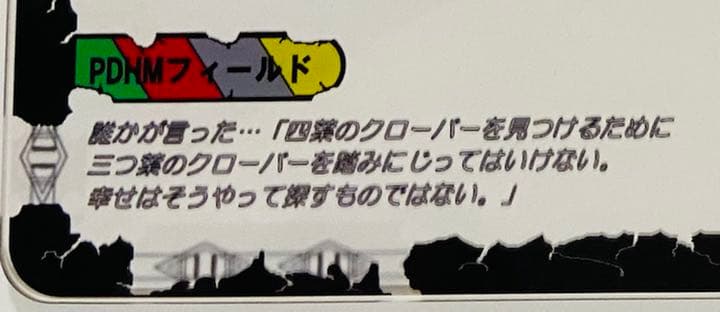 PDHMフィールド
誰かが言った…「四葉のクローバーを見つけるために
三つ葉のクローバーを踏みにじってはいけない。
幸せはそうやって探すものではない。」